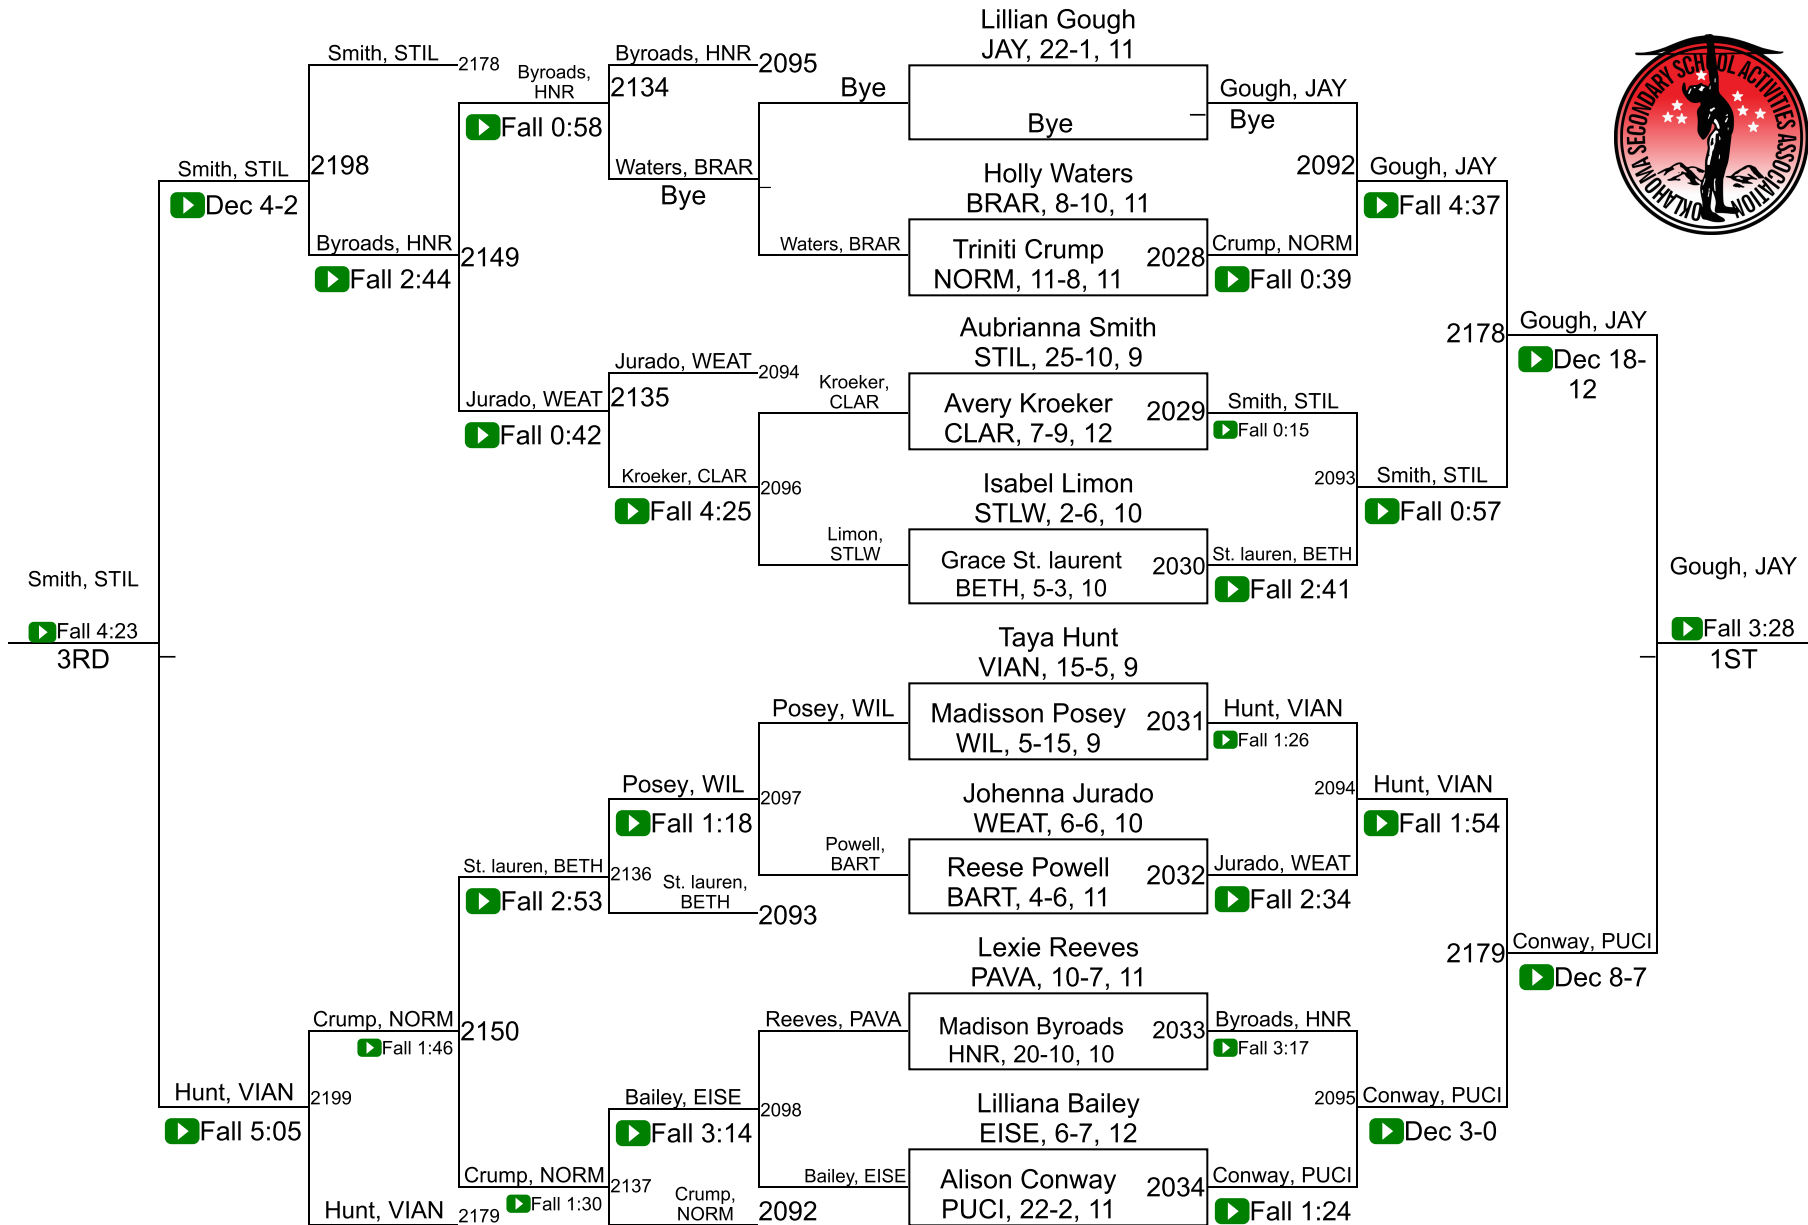 Lillian Gough
JAY, 22-1, 11
Bye
Holly Waters
BRAR, 8-10, 11
Triniti Crump
NORM, 11-8, 11
2028
Aubrianna Smith
STIL, 25-10, 9
Avery Kroeker
CLAR, 7-9, 12
2029
Isabel Limon
STLW, 2-6, 10
Grace St. laurent
BETH, 5-3, 10
2030
Taya Hunt
VIAN, 15-5, 9
Madisson Posey
WIL, 5-15, 9
2031
Johenna Jurado
WEAT, 6-6, 10
Reese Powell
BART, 4-6, 11
2032
Lexie Reeves
PAVA, 10-7, 11
Madison Byroads
HNR, 20-10, 10
2033
Lilliana Bailey
EISE, 6-7, 12
Alison Conway
PUCI, 22-2, 11
2034
Gough, JAY
Bye
2092
Crump, NORM
Fall 0:39
Smith, STIL
Fall 0:15
2093
St. lauren, BETH
Fall 2:41
Hunt, VIAN
Fall 1:26
2094
Jurado, WEAT
Fall 2:34
Byroads, HNR
Fall 3:17
2095
Conway, PUCI
Fall 1:24
Gough, JAY
Fall 4:37
2178
Smith, STIL
Fall 0:57
Hunt, VIAN
Fall 1:54
2179
Conway, PUCI
Dec 3-0
Gough, JAY
Dec 18-
12
Conway, PUCI
Dec 8-7
Gough, JAY
Fall 3:28
1ST
Bye
Waters, BRAR
Kroeker,
CLAR
2096
Limon,
STLW
Posey, WIL
2097
Powell,
BART
Reeves, PAVA
2098
Bailey, EISE
Byroads, HNR
2095
2134
Waters, BRAR
Bye
Jurado, WEAT
2094
2135
Kroeker, CLAR
Fall 4:25
Posey, WIL
Fall 1:18
2136
St. lauren,
BETH
2093
Bailey, EISE
Fall 3:14
2137
Crump,
NORM
2092
Byroads,
HNR
Fall 0:58
2149
Jurado, WEAT
Fall 0:42
St. lauren, BETH
Fall 2:53
2150
Crump, NORM
Fall 1:30
Smith, STIL
2178
2198
Byroads, HNR
Fall 2:44
Crump, NORM
Fall 1:46
2199
Hunt, VIAN
2179
Smith, STIL
Dec 4-2
Hunt, VIAN
Fall 5:05
Smith, STIL
Fall 4:23
3RD
OKLAHOMA SECONDARY SCHOOL ACTIVITIES ASSOCIATION